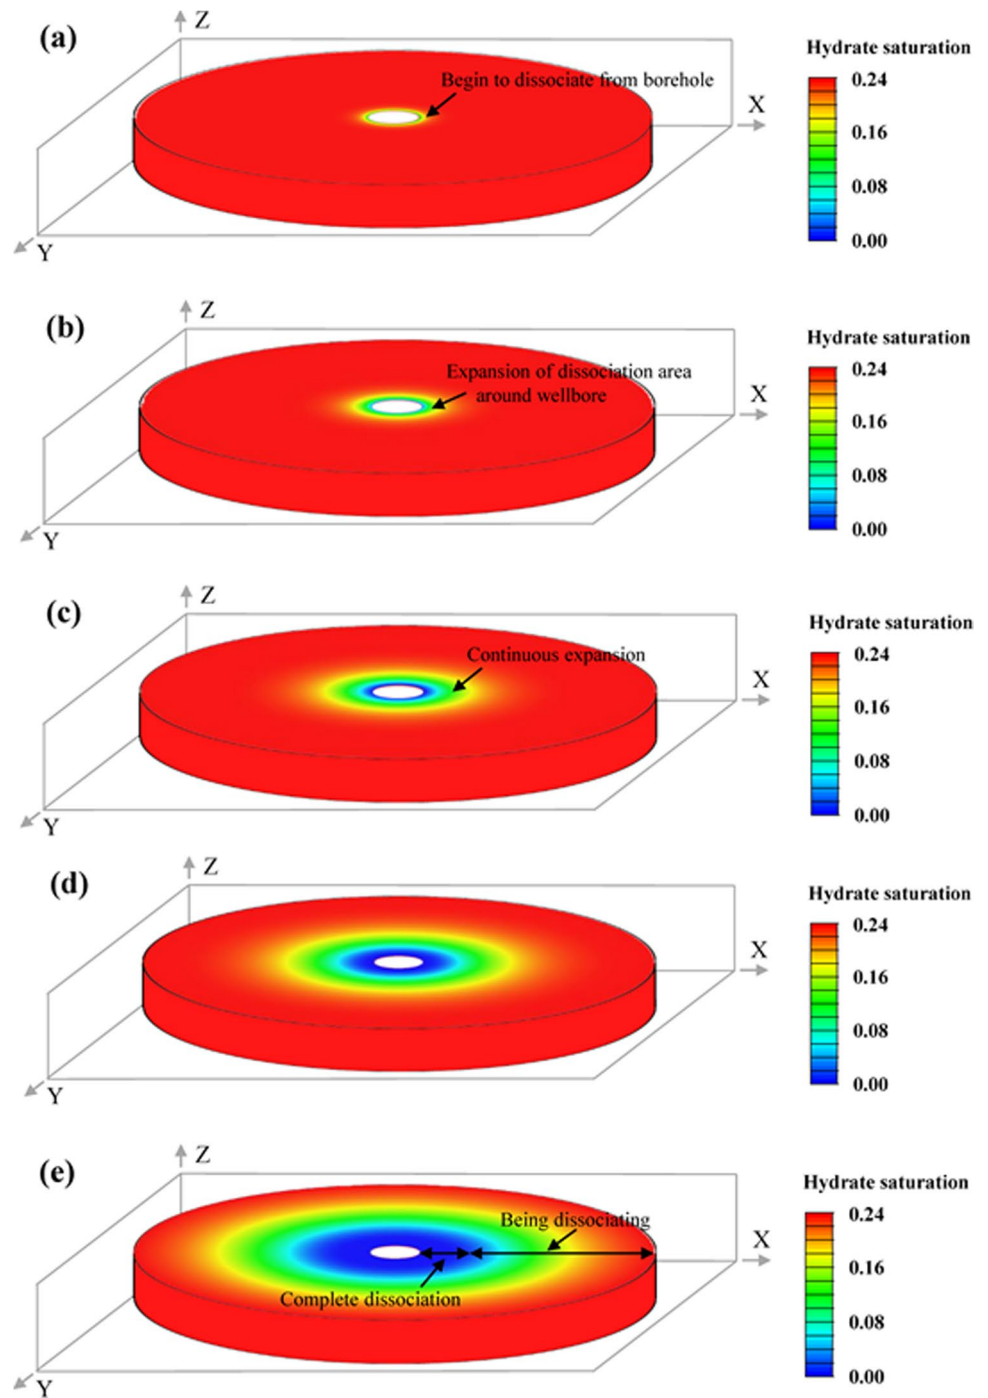 (a)
Z
Hydrate saturation
Begin to dissociate from borehole
0.24
X
0.16
0.08
0.00
Y
(b)
Z
Hydrate saturation
Expansion of dissociation area
around wellbore
0.24
X
0.16
0.08
0.00
Y
(c)
Z
Hydrate saturation
Continuous expansion
0.24
X
0.16
0.08
0.00
Y
(d)
Z
Hydrate saturation
0.24
X
0.16
0.08
0.00
Y
(e)
Z
Hydrate saturation
Being dissociating
0.24
X
0.16
Complete dissociation
0.08
0.00
Y